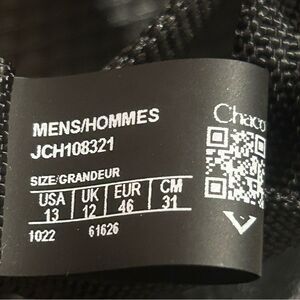 MENS/HOMMES
JCH108321
Chaco
SIZE/GRANDEUR
USA UK EUR CM
13 12 46 31
1022 61626